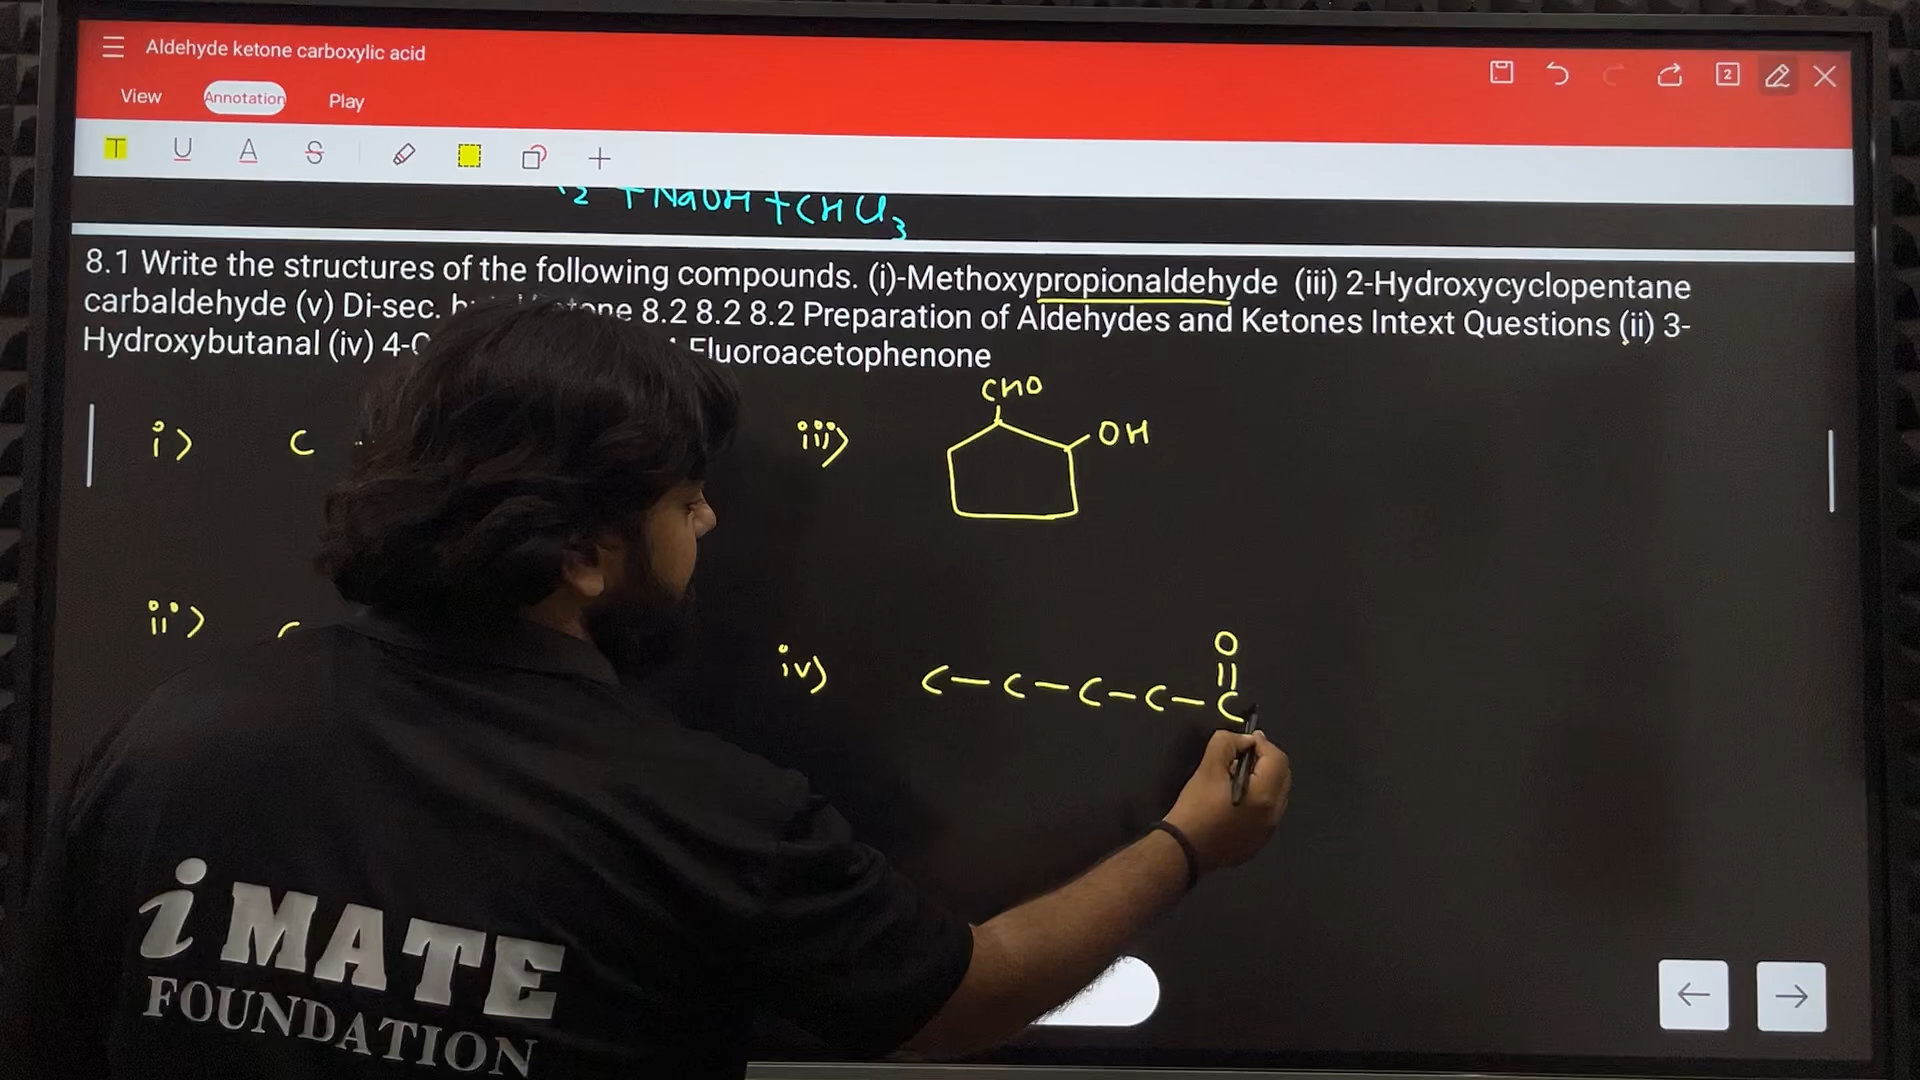 Aldehyde ketone carboxylic acid
View Annotation Play
T U A S
2
2 + NaOH + CHCl3
8.1 Write the structures of the following compounds. (i)-Methoxypropionaldehyde (iii) 2-Hydroxycyclopentane
carbaldehyde (v) Di-sec. 8.2 8.2 8.2 Preparation of Aldehydes and Ketones Intext Questions (ii) 3-
Hydroxybutanal (iv) 4- Fluoroacetophenone
i) C
iii) CHO
OH
ii)
iv) C-C-C-C-C
O
i MATE
FOUNDATION